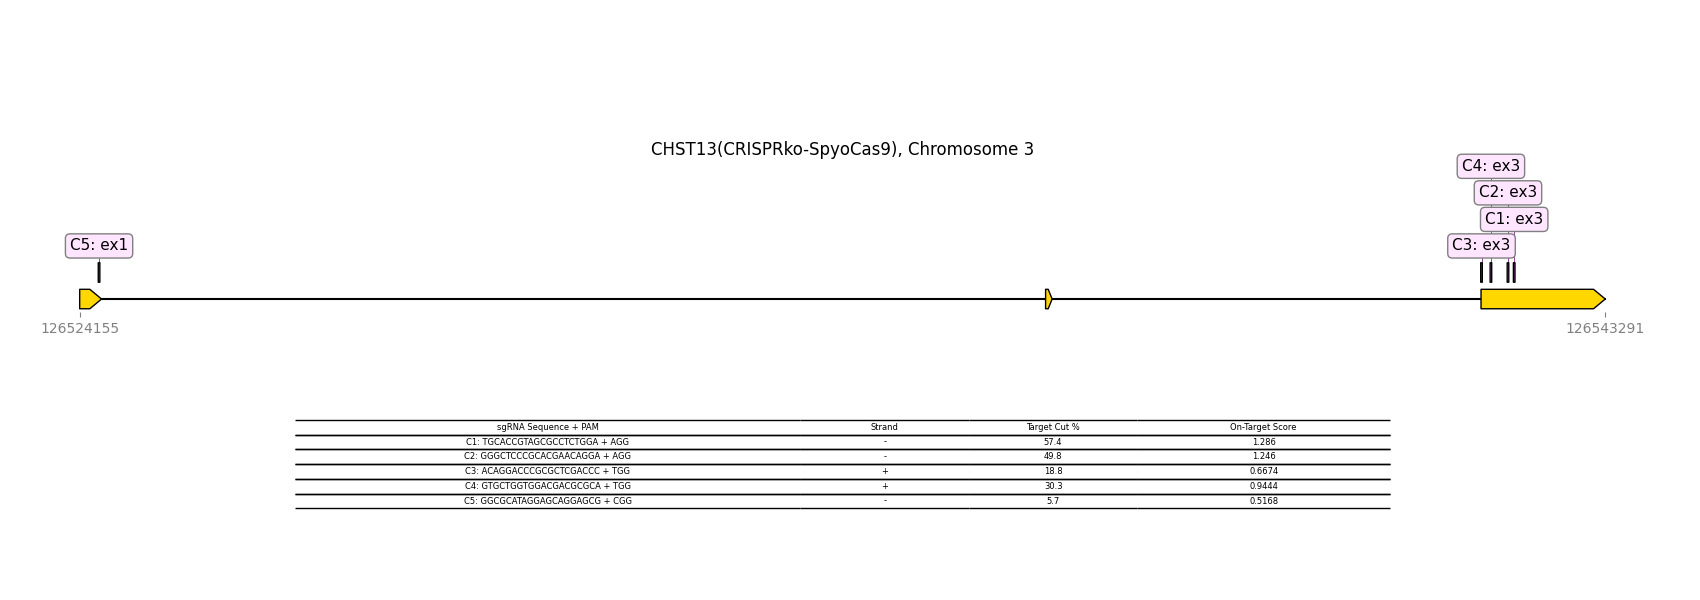 CHST13(CRISPRko-SpyoCas9), Chromosome 3
C4: ex3
C2: ex3
C1: ex3
C5: ex1
C3: ex3
126524155
126543291
sgRNA Sequence + PAM Strand Target Cut % On-Target Score
C1: TGCACCGTAGCGCCTCTGGA + AGG - 57.4 1.286
C2: GGGCTCCCGCACGAACAGGA + AGG - 49.8 1.246
C3: ACAGGACCCGCGCTCGACCC + TGG + 18.8 0.6674
C4: GTGCTGGTGGACGACGCGCA + TGG + 30.3 0.9444
C5: GGCGCATAGGAGCAGGAGCG + CGG - 5.7 0.5168